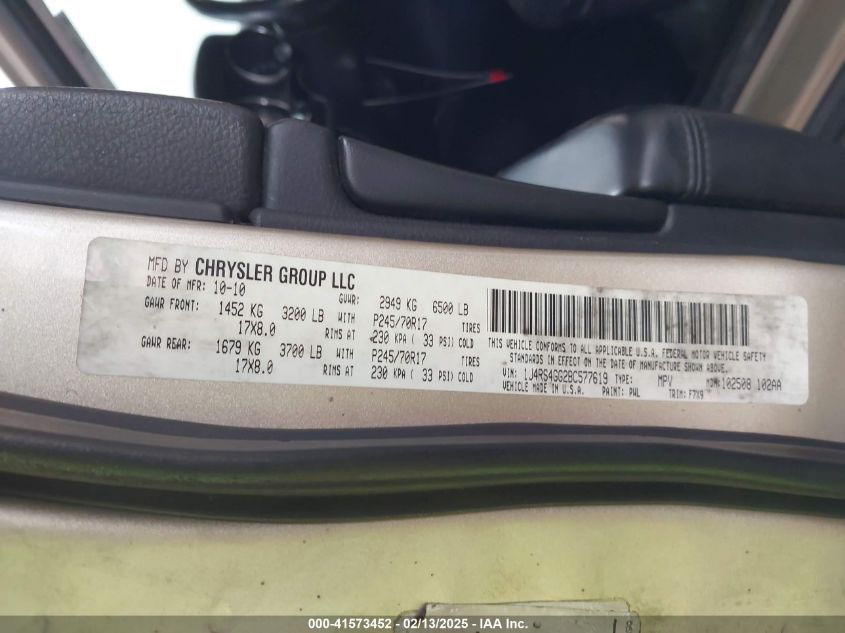 MFD BY CHRYSLER GROUP LLC
DATE OF MFR: 10-10 GVWR: 2949 KG 6500 LB
GAWR FRONT: 1452 KG 3200 LB WITH P245/70R17 TIRES
17X8.0 RIMS AT 230 KPA ( 33 PSI) COLD
GAWR REAR: 1679 KG 3700 LB WITH P245/70R17 TIRES
17X8.0 RIMS AT 230 KPA ( 33 PSI) COLD
THIS VEHICLE CONFORMS TO ALL APPLICABLE U.S.A. FEDERAL MOTOR VEHICLE SAFETY
STANDARDS IN EFFECT ON THE DATE OF MANUFACTURE SHOWN ABOVE.
VIN: 1J4RS4GG2BC577619 TYPE: MPV MDH: 102508 102AA
VEHICLE MADE IN U.S.A. PAINT: PWL TRIM: F7X9
000-41573452 - 02/13/2025 - IAA Inc.